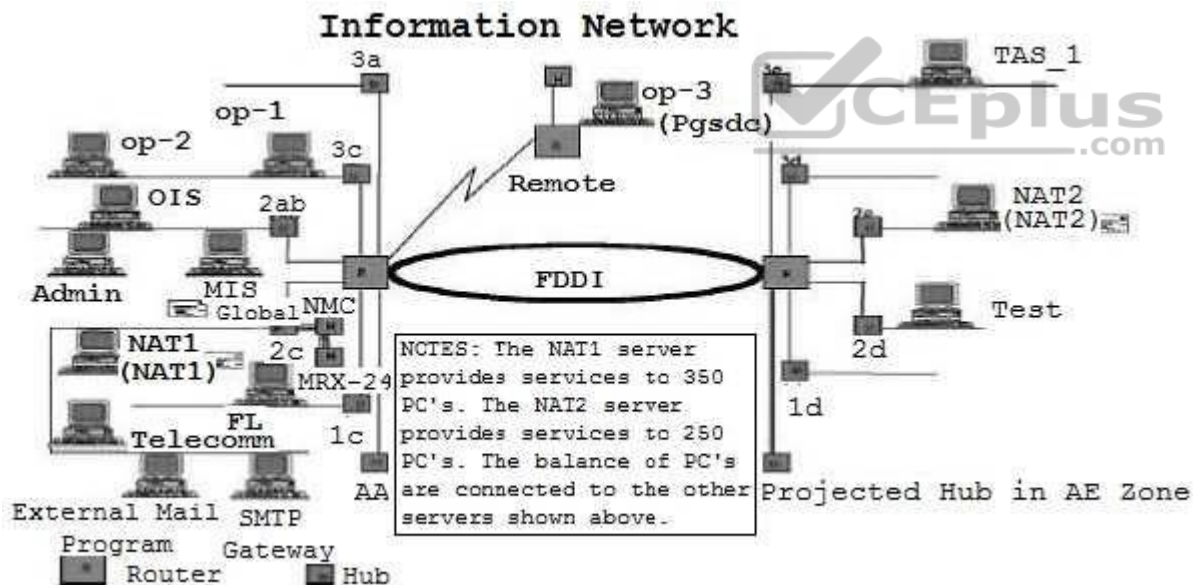 Information Network
3a
TAS_1
op-3
(Pgsdc)
CEplus
.com
op-1
op-2
3c
3d
Remote
OIS
2ab
NAT2
(NAT2)
FDDI
Admin
MIS
Global
NMC
Test
NAT1
(NAT1)
2c
2d
MRX-24
FL
1c
1d
Telecomm
NCTES: The NAT1 server
provides services to 350
PC's. The NAT2 server
provides services to 250
PC's. The balance of PC's
are connected to the other
servers shown above.
AA
Projected Hub in AE Zone
External Mail
Program
SMTP
Gateway
Router
Hub